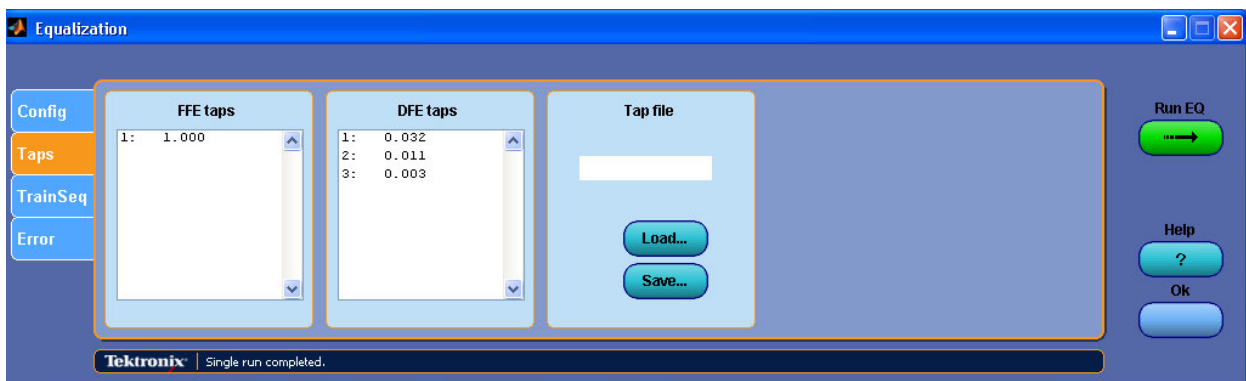 Equalization
Config
Taps
TrainSeq
Error
FFE taps
1: 1.000
DFE taps
1: 0.032
2: 0.011
3: 0.003
Tap file
Load...
Save...
Run EQ
Help
?
Ok
Tektronix Single run completed.